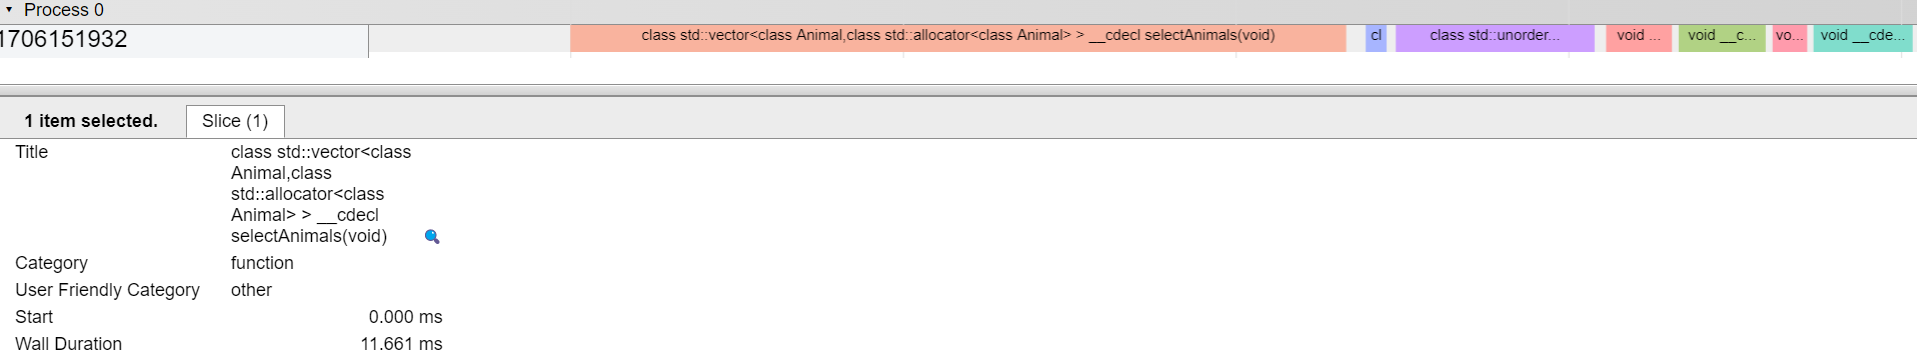 Process 0
1706151932
class std::vector<class Animal,class std::allocator<class Animal> > __cdecl selectAnimals(void)
cl
class std::unorder...
void ...
void __c...
vo...
void __cde...
1 item selected.
Slice (1)
Title
class std::vector<class
Animal,class
std::allocator<class
Animal> > __cdecl
selectAnimals(void)
Category function
User Friendly Category other
Start 0.000 ms
Wall Duration 11.661 ms